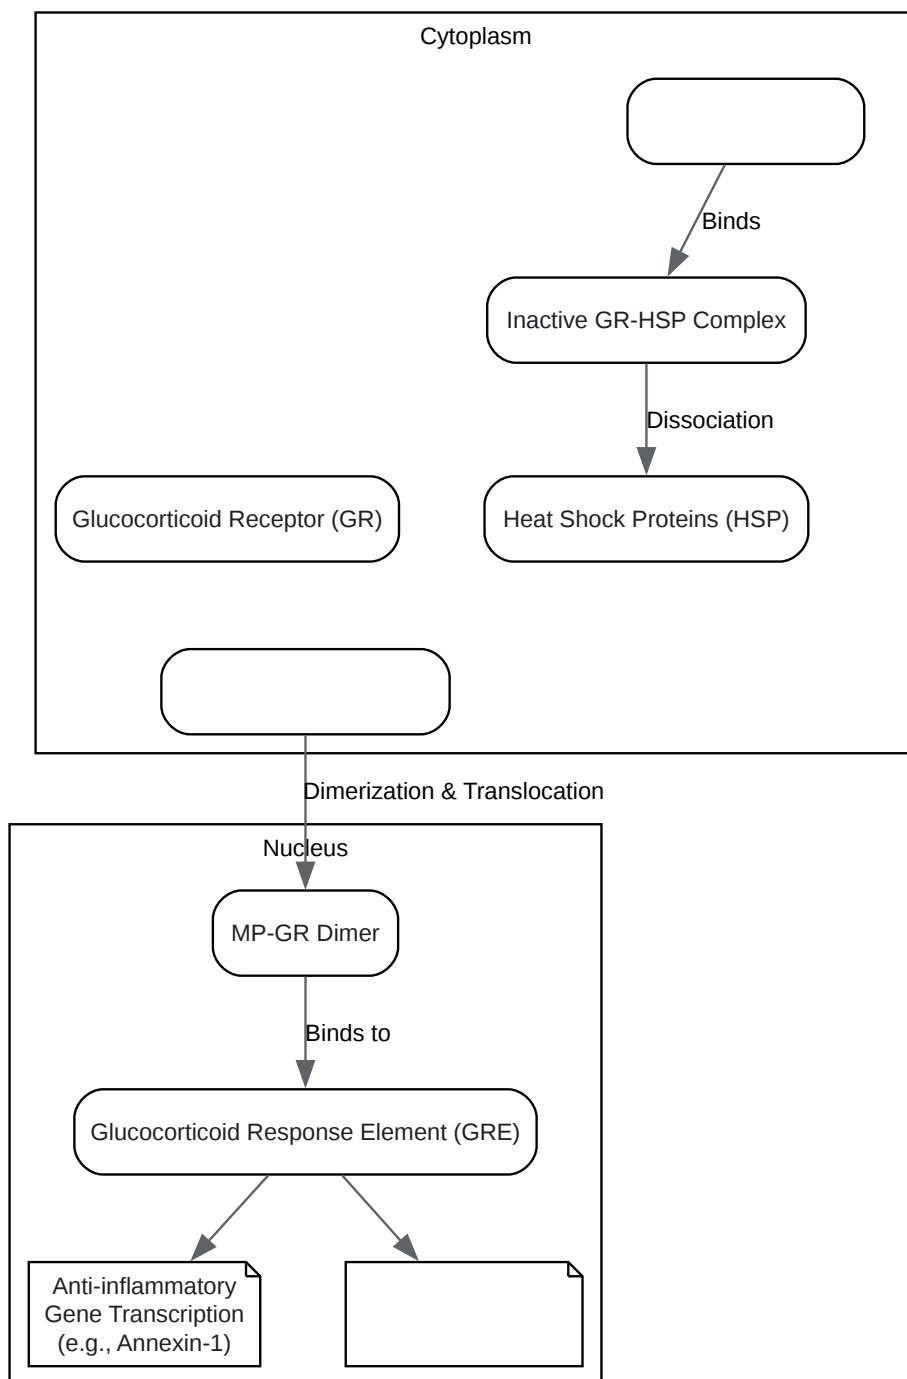 Cytoplasm
Binds
Inactive GR-HSP Complex
Dissociation
Glucocorticoid Receptor (GR)
Heat Shock Proteins (HSP)
Dimerization & Translocation
Nucleus
MP-GR Dimer
Binds to
Glucocorticoid Response Element (GRE)
Anti-inflammatory
Gene Transcription
(e.g., Annexin-1)